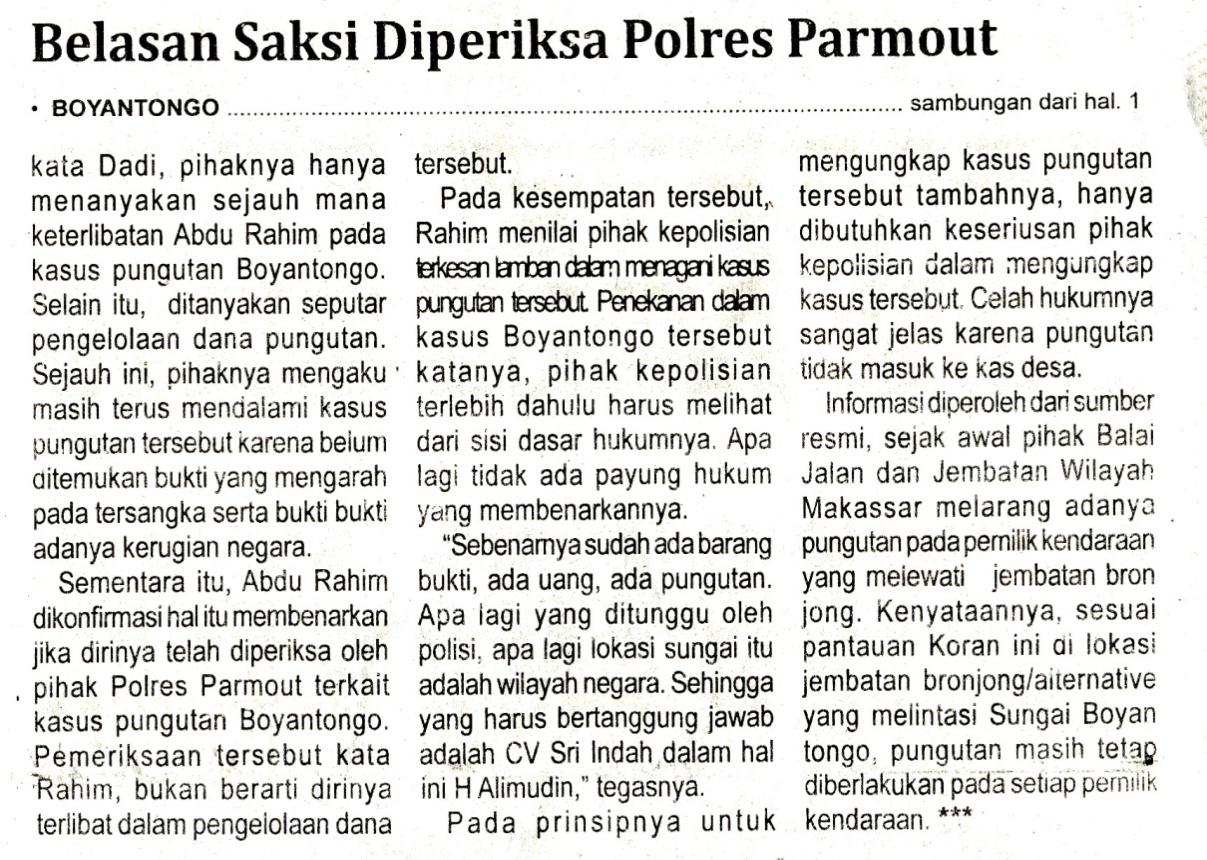 Belasan Saksi Diperiksa Polres Parmout
• BOYANTONGO ........................................................................................................ sambungan dari hal. 1
kata Dadi, pihaknya hanya
menanyakan sejauh mana
keterlibatan Abdu Rahim pada
kasus pungutan Boyantongo.
Selain itu, ditanyakan seputar
pengelolaan dana pungutan.
Sejauh ini, pihaknya mengaku
masih terus mendalami kasus
pungutan tersebut karena belum
ditemukan bukti yang mengarah
pada tersangka serta bukti bukti
adanya kerugian negara.
Sementara itu, Abdu Rahim
dikonfirmasi hal itu membenarkan
jika dirinya telah diperiksa oleh
pihak Polres Parmout terkait
kasus pungutan Boyantongo.
Pemeriksaan tersebut kata
Rahim, bukan berarti dirinya
terlibat dalam pengelolaan dana
tersebut.
Pada kesempatan tersebut,
Rahim menilai pihak kepolisian
terkesan lamban dalam menagani kasus
pungutan tersebut. Penekanan dalam
kasus Boyantongo tersebut
katanya, pihak kepolisian
terlebih dahulu harus melihat
dari sisi dasar hukumnya. Apa
lagi tidak ada payung hukum
yang membenarkannya.
“Sebenarnya sudah ada barang
bukti, ada uang, ada pungutan.
Apa lagi yang ditunggu oleh
polisi, apa lagi lokasi sungai itu
adalah wilayah negara. Sehingga
yang harus bertanggung jawab
adalah CV Sri Indah dalam hal
ini H Alimudin,” tegasnya.
Pada prinsipnya untuk
mengungkap kasus pungutan
tersebut tambahnya, hanya
dibutuhkan keseriusan pihak
kepolisian dalam mengungkap
kasus tersebut. Celah hukumnya
sangat jelas karena pungutan
tidak masuk ke kas desa.
Informasi diperoleh dari sumber
resmi, sejak awal pihak Balai
Jalan dan Jembatan Wilayah
Makassar melarang adanya
pungutan pada pemilik kendaraan
yang melewati jembatan bron
jong. Kenyataannya, sesuai
pantauan Koran ini di lokasi
jembatan bronjong/alternative
yang melintasi Sungai Boyan
tongo, pungutan masih tetap
diberlakukan pada setiap pemilik
kendaraan. ***